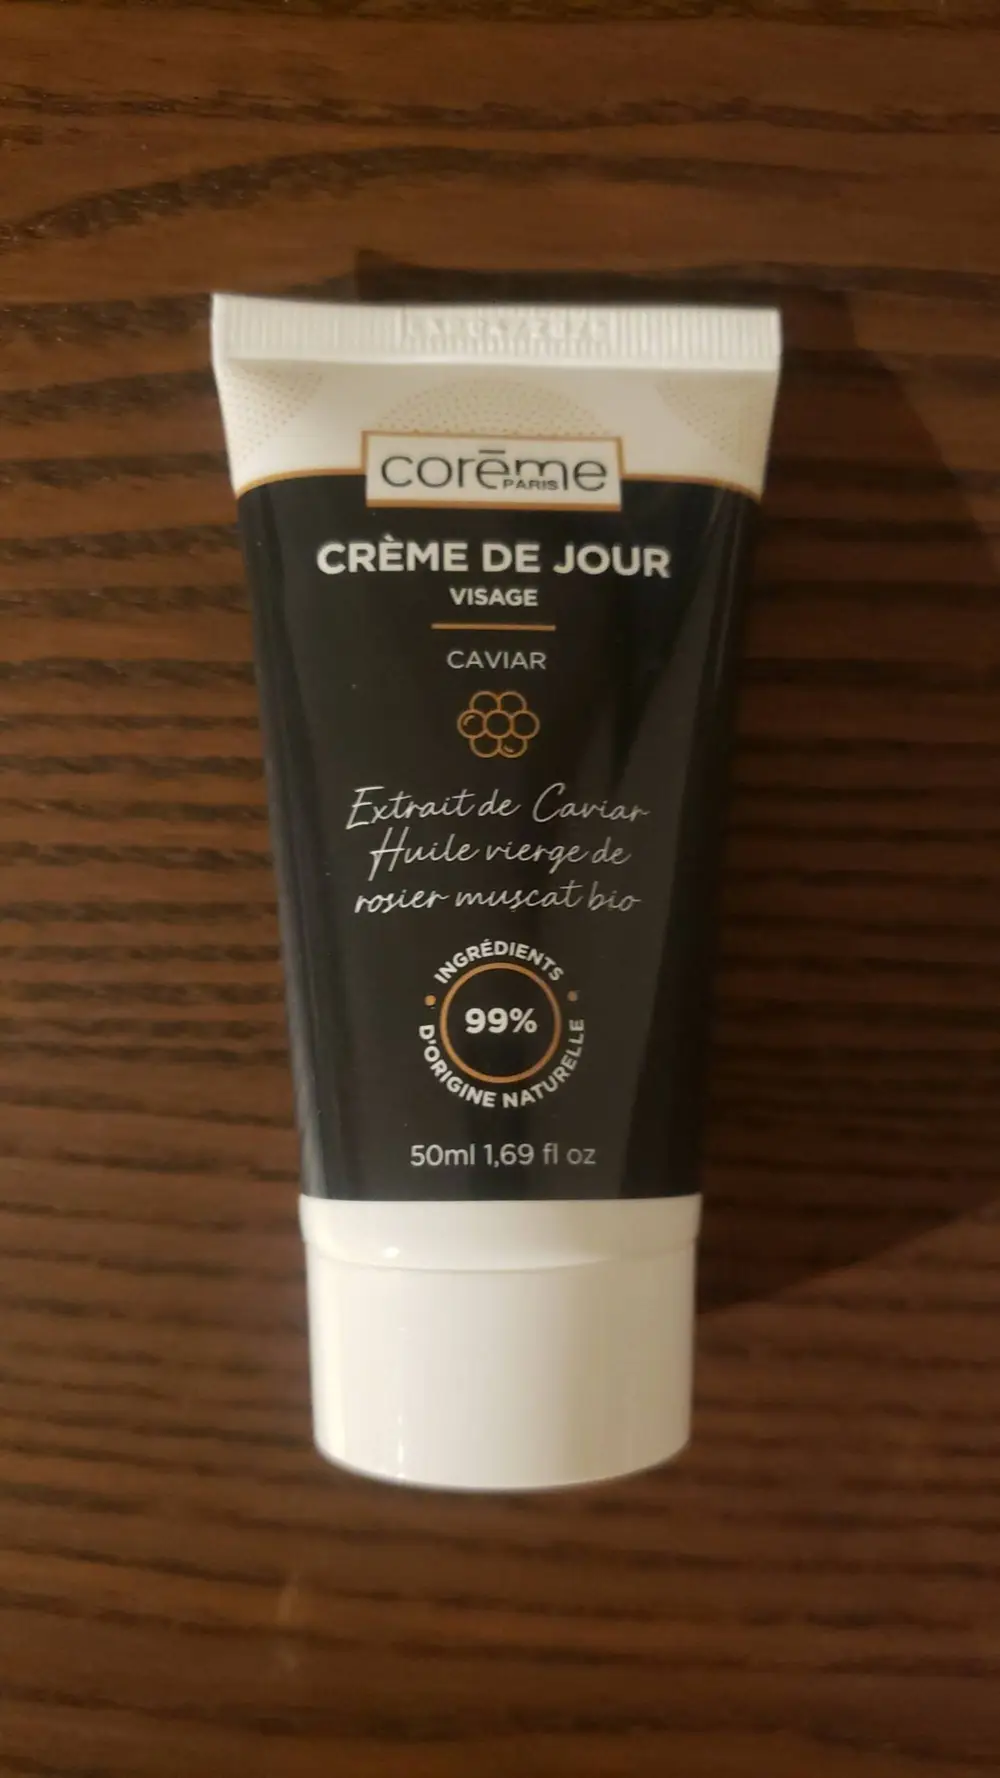 corēme
PARIS
CRÈME DE JOUR
VISAGE
CAVIAR
Extrait de Caviar
Huile vierge de
rosier muscat bio
INGRÉDIENTS
99%
D'ORIGINE NATURELLE
50ml 1,69 fl oz